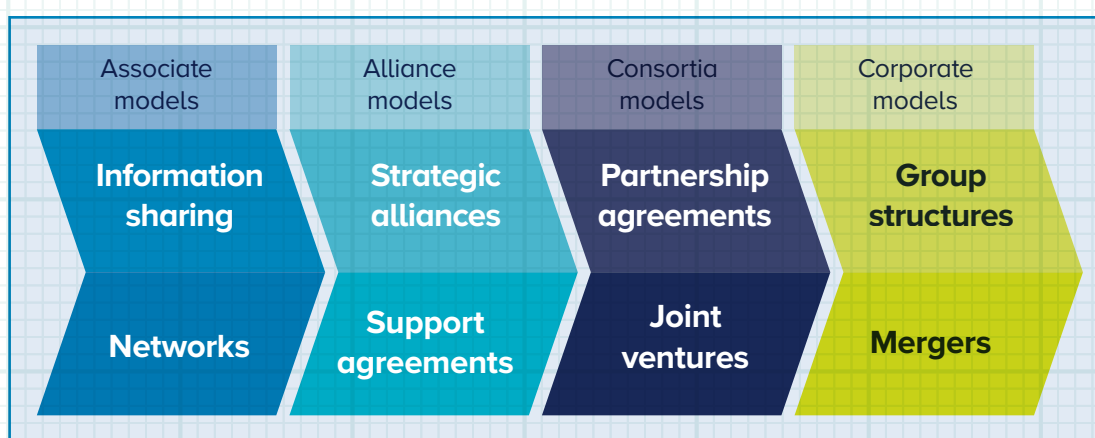 Associate
models
Information
sharing
Networks
Alliance
models
Strategic
alliances
Support
agreements
Consortia
models
Partnership
agreements
Joint
ventures
Corporate
models
Group
structures
Mergers